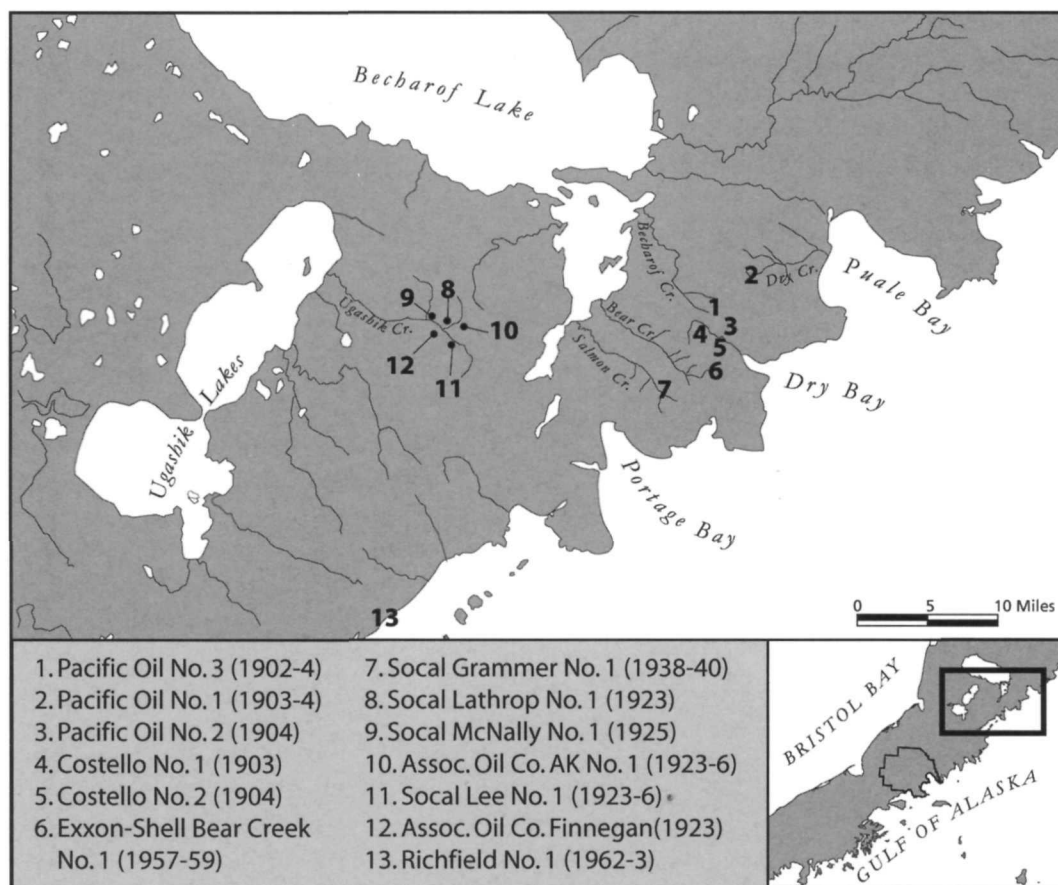 Becharof Lake
Becharof Cr.
2
Dex Cr.
Puale Bay
Ugashik Cr.
9
8
10
12
11
Bear Cr.
1
4
3
5
6
Salmon Cr.
7
Dry Bay
Ugashik Lakes
Portage Bay
13
0 5 10 Miles
1. Pacific Oil No. 3 (1902-4)
2. Pacific Oil No. 1 (1903-4)
3. Pacific Oil No. 2 (1904)
4. Costello No. 1 (1903)
5. Costello No. 2 (1904)
6. Exxon-Shell Bear Creek
No. 1 (1957-59)
7. Socal Grammer No. 1 (1938-40)
8. Socal Lathrop No. 1 (1923)
9. Socal McNally No. 1 (1925)
10. Assoc. Oil Co. AK No. 1 (1923-6)
11. Socal Lee No. 1 (1923-6)
12. Assoc. Oil Co. Finnegan (1923)
13. Richfield No. 1 (1962-3)
BRISTOL BAY
GULF OF ALASKA